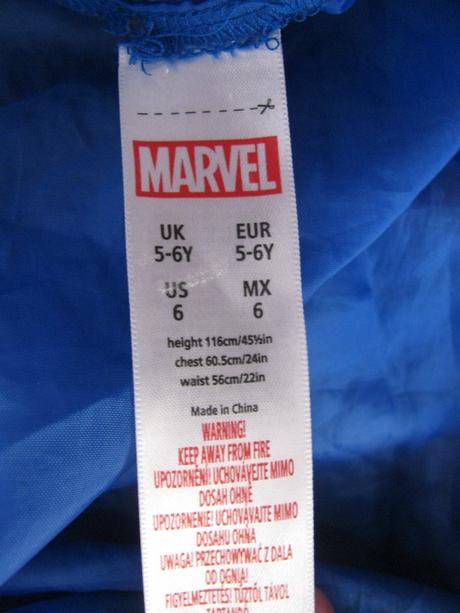 MARVEL
UK EUR
5-6Y 5-6Y
US MX
6 6
height 116cm/45½in
chest 60.5cm/24in
waist 56cm/22in
Made in China
WARNING!
KEEP AWAY FROM FIRE
UPOZORNĚNÍ! UCHOVÁVEJTE MIMO
DOSAH OHNĚ
UPOZORNENIE! UCHOVÁVAJTE MIMO
DOSAHU OHŇA
UWAGA! PRZECHOWYWAĆ Z DALA
OD OGNIA!
FIGYELMEZTETÉS! TŰZTŐL TÁVOL
TARTANDÓ